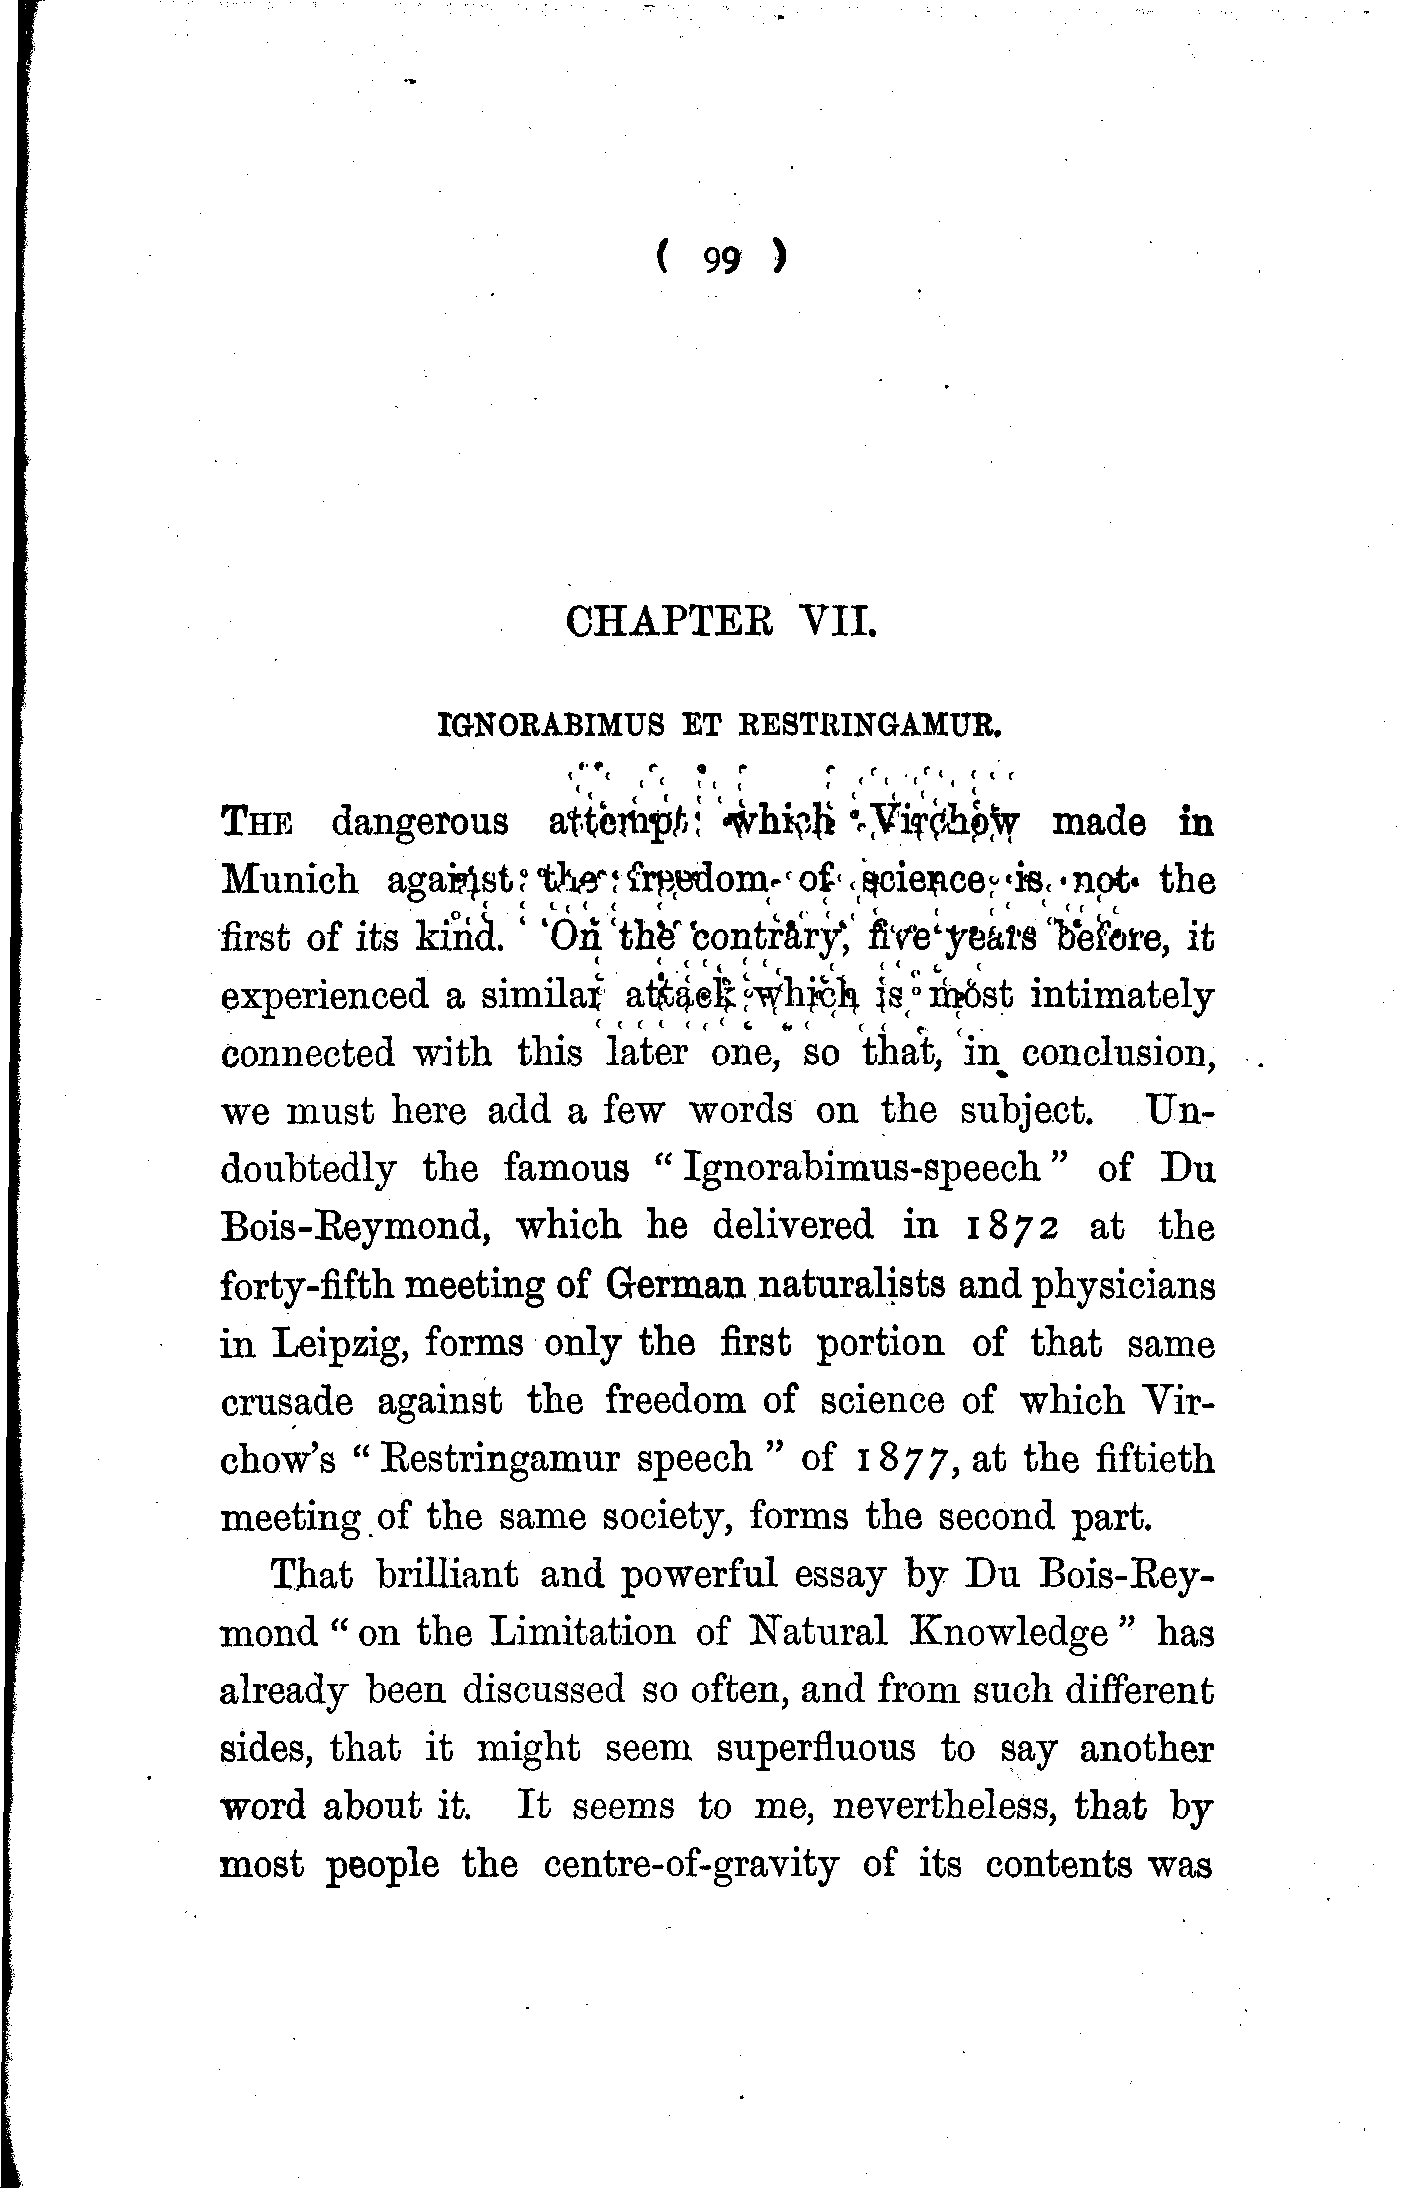 ( 99 )
CHAPTER VII.
IGNORABIMUS ET RESTRINGAMUR.
THE dangerous attempt which Virchow made in
Munich against the freedom of science is not the
first of its kind. On the contrary, five years before, it
experienced a similar attack which is most intimately
connected with this later one, so that, in conclusion,
we must here add a few words on the subject. Un-
doubtedly the famous “ Ignorabimus-speech ” of Du
Bois-Reymond, which he delivered in 1872 at the
forty-fifth meeting of German naturalists and physicians
in Leipzig, forms only the first portion of that same
crusade against the freedom of science of which Vir-
chow’s “ Restringamur speech ” of 1877, at the fiftieth
meeting of the same society, forms the second part.
That brilliant and powerful essay by Du Bois-Rey-
mond “ on the Limitation of Natural Knowledge ” has
already been discussed so often, and from such different
sides, that it might seem superfluous to say another
word about it. It seems to me, nevertheless, that by
most people the centre-of-gravity of its contents was